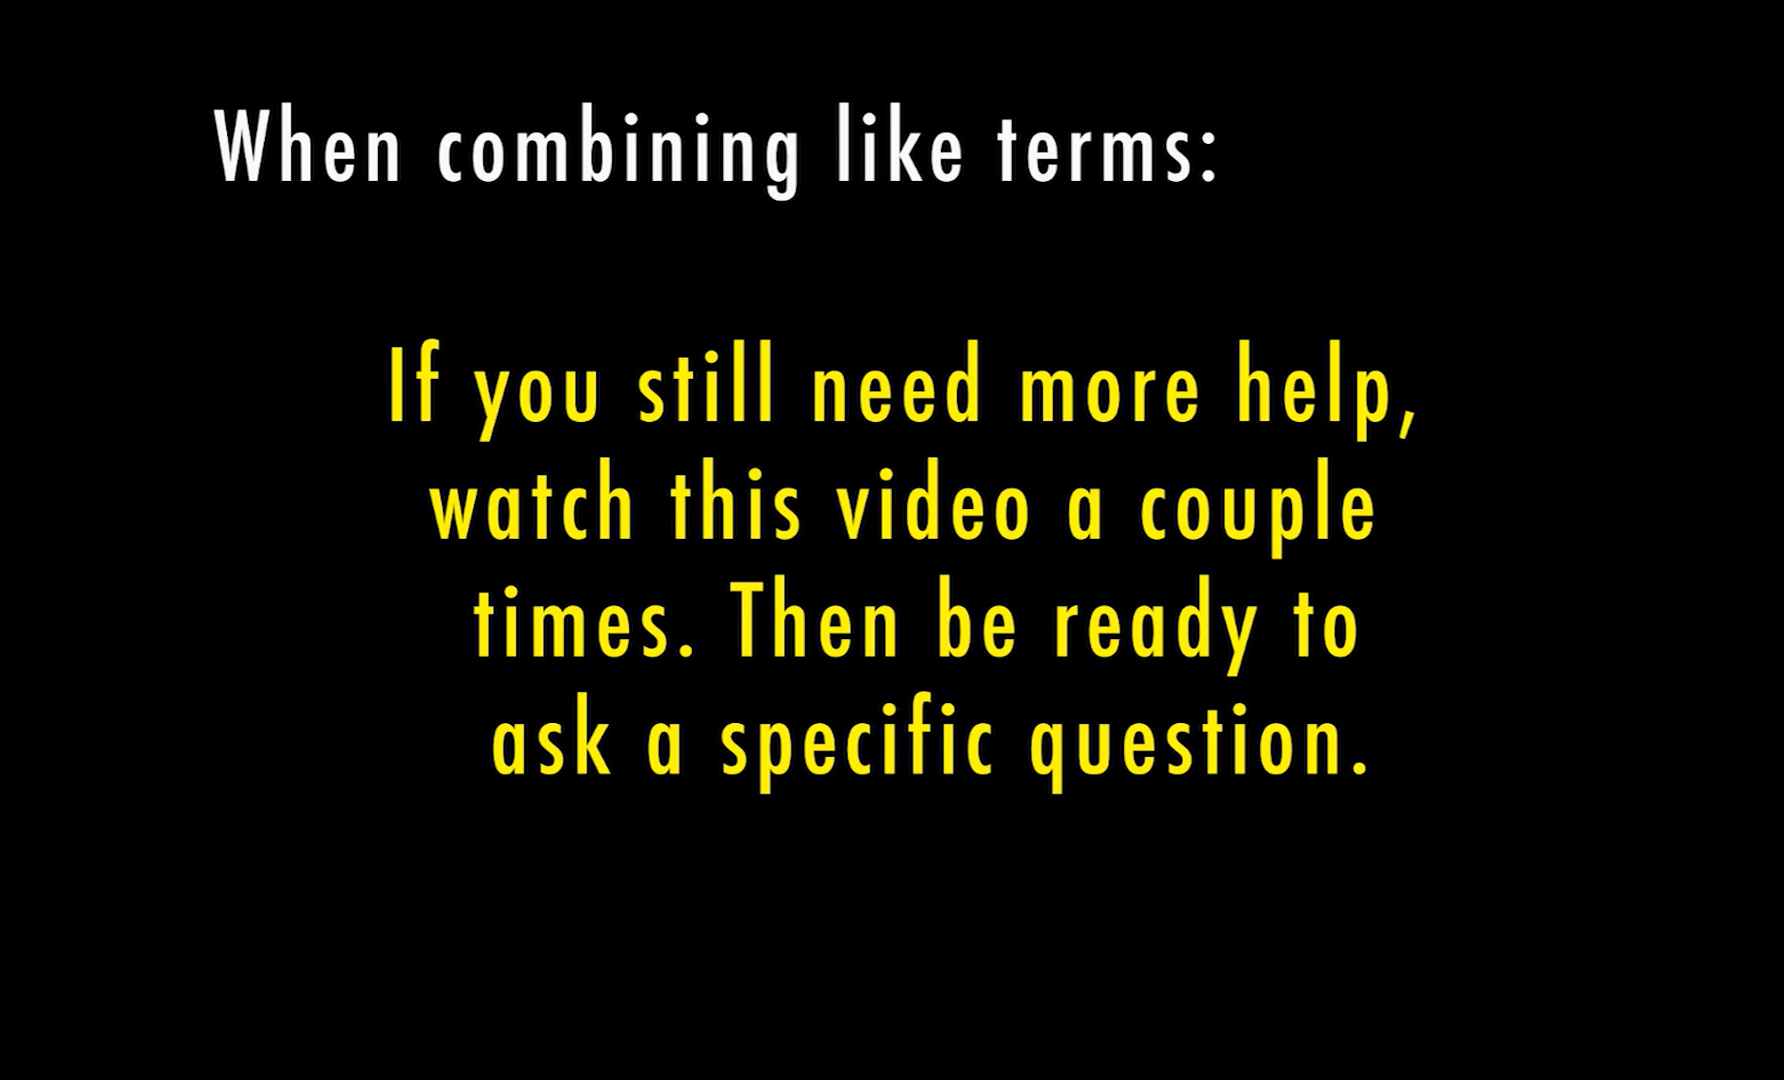 When combining like terms:
If you still need more help,
watch this video a couple
times. Then be ready to
ask a specific question.